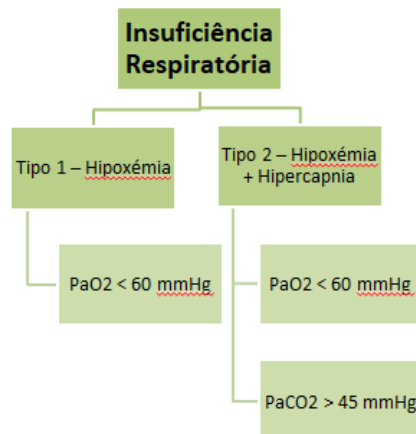 Insuficiência
Respiratória
Tipo 1 – Hipoxémia
Tipo 2 – Hipoxémia
+ Hipercapnia
PaO2 < 60 mmHg
PaO2 < 60 mmHg
PaCO2 > 45 mmHg